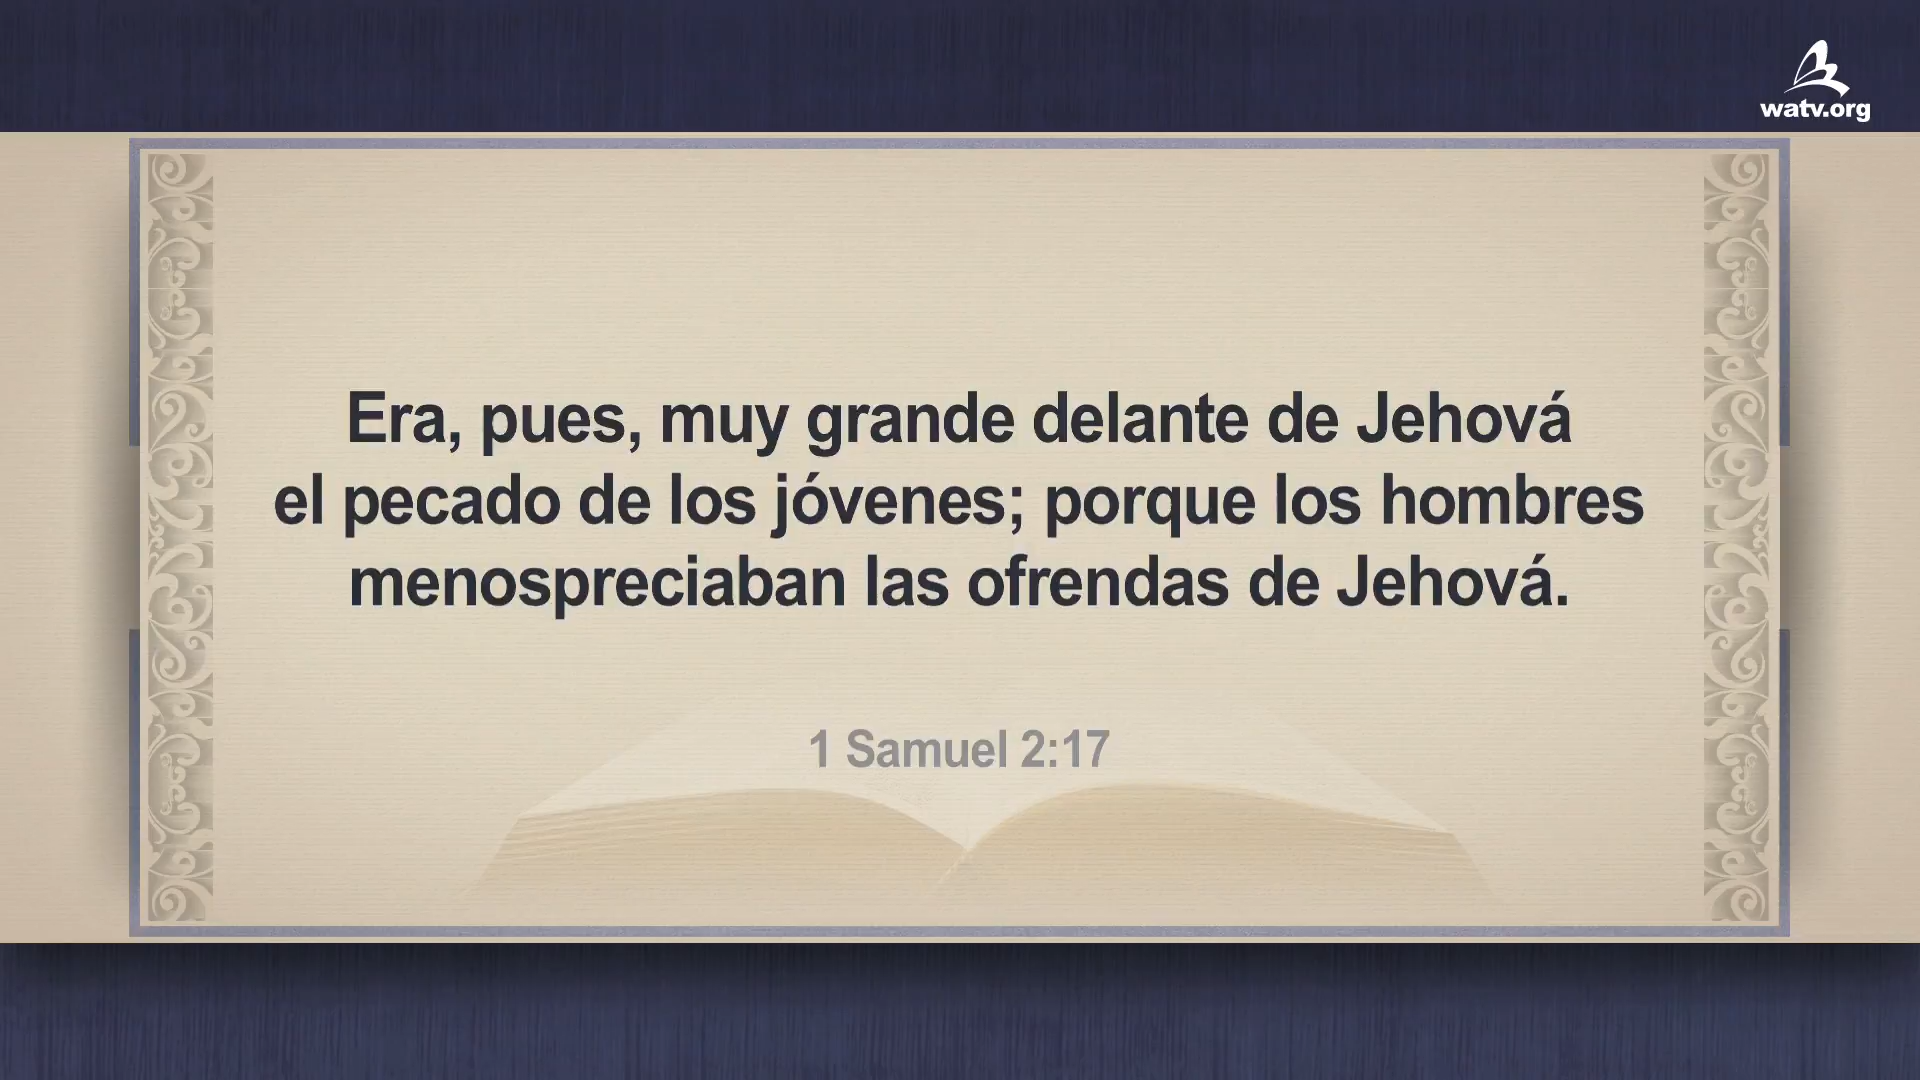 watv.org
Era, pues, muy grande delante de Jehová
el pecado de los jóvenes; porque los hombres
menospreciaban las ofrendas de Jehová.
1 Samuel 2:17